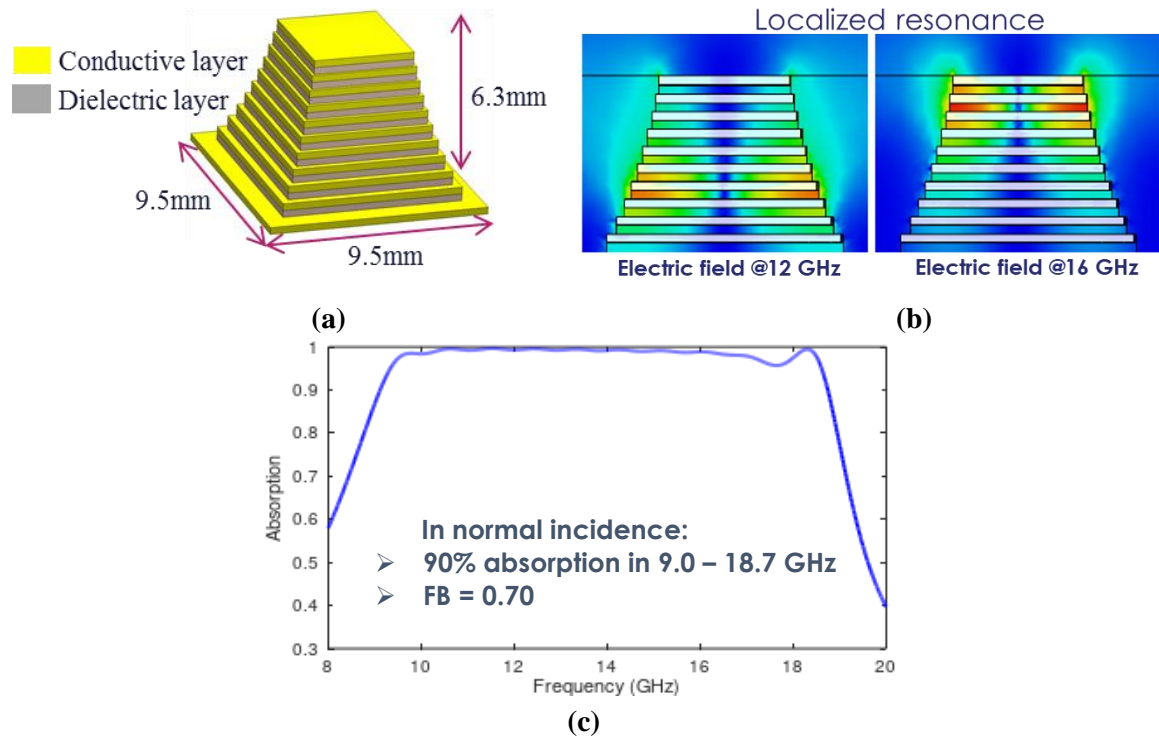 Conductive layer
Dielectric layer
6.3mm
9.5mm
9.5mm
(a)
Localized resonance
Electric field @12 GHz
Electric field @16 GHz
(b)
1
0.9
0.8
0.7
0.6
0.5
0.4
0.3
Absorption
In normal incidence:
➢ 90% absorption in 9.0 – 18.7 GHz
➢ FB = 0.70
8 10 12 14 16 18 20
Frequency (GHz)
(c)